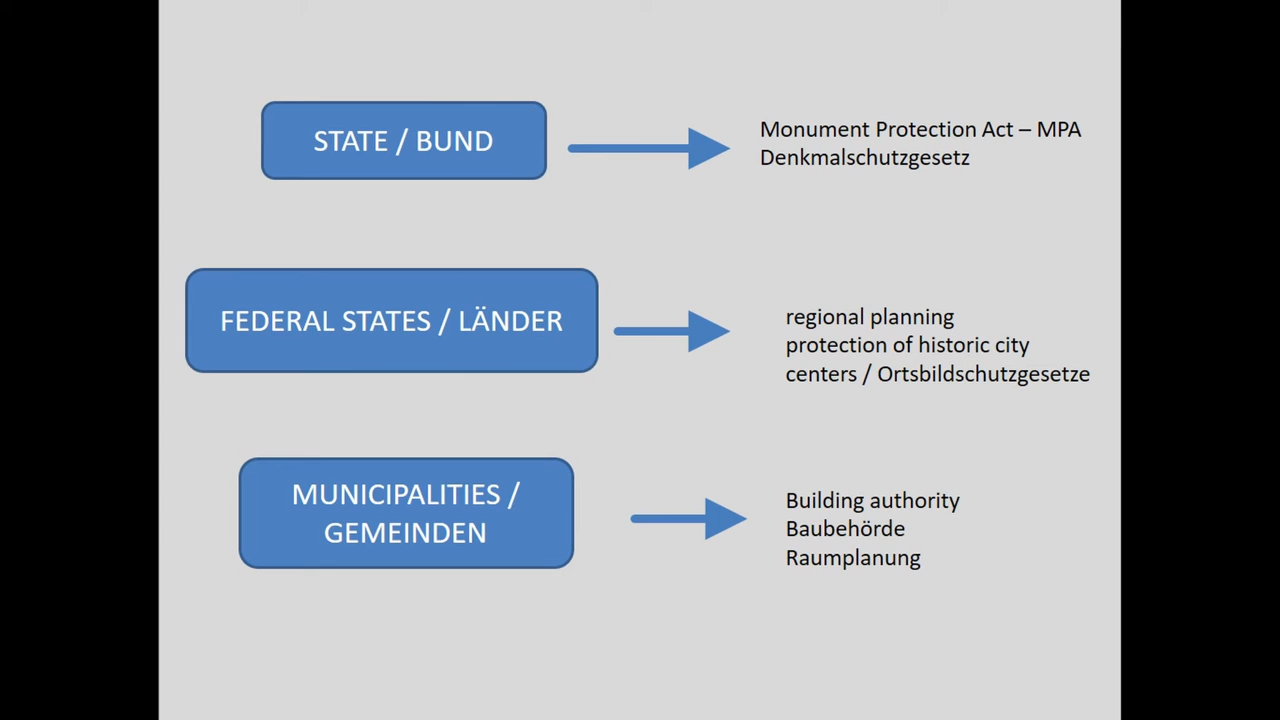 STATE / BUND
Monument Protection Act – MPA
Denkmalschutzgesetz
FEDERAL STATES / LÄNDER
regional planning
protection of historic city
centers / Ortsbildschutzgesetze
MUNICIPALITIES /
GEMEINDEN
Building authority
Baubehörde
Raumplanung